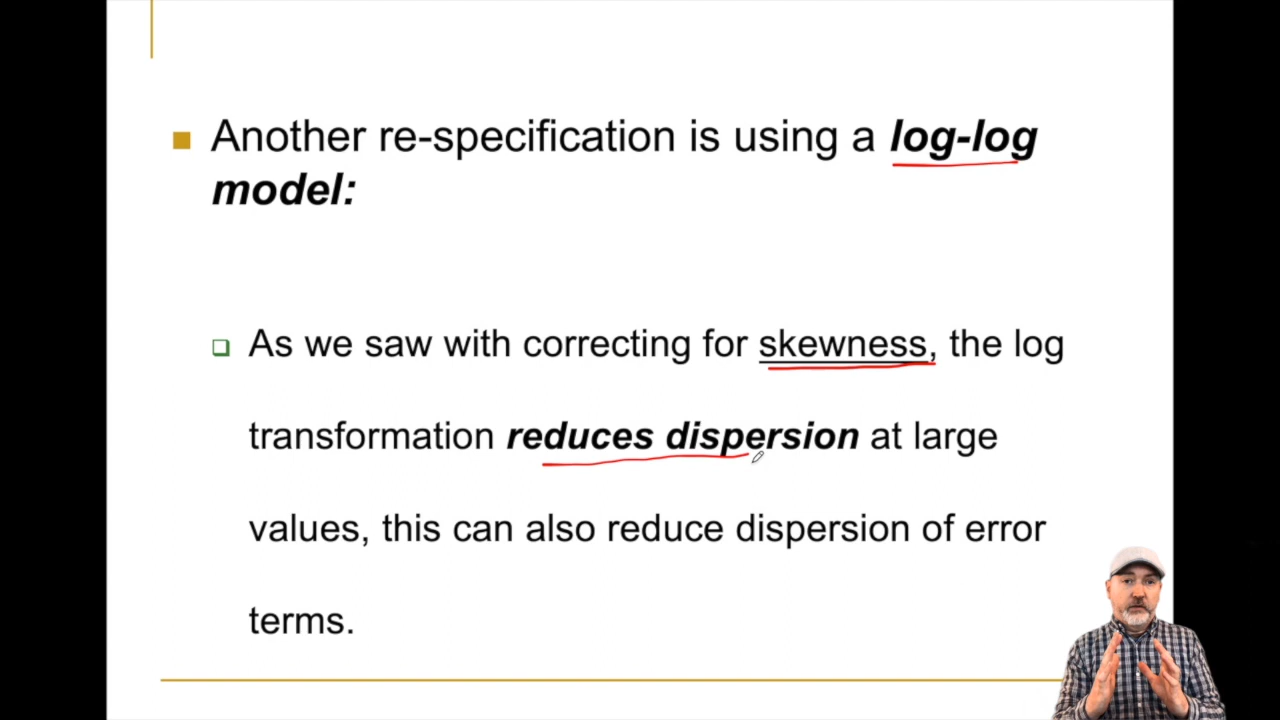 Another re-specification is using a log-log
model:
As we saw with correcting for skewness, the log
transformation reduces dispersion at large
values, this can also reduce dispersion of error
terms.